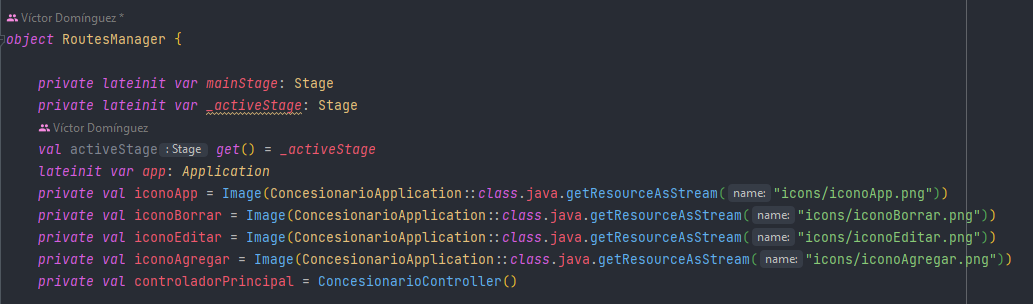 Víctor Domínguez *
object RoutesManager {
private lateinit var mainStage: Stage
private lateinit var _activeStage: Stage
Víctor Domínguez
val activeStage : Stage get() = _activeStage
lateinit var app: Application
private val iconoApp = Image(ConcesionarioApplication::class.java.getResourceAsStream( name: "icons/iconoApp.png"))
private val iconoBorrar = Image(ConcesionarioApplication::class.java.getResourceAsStream( name: "icons/iconoBorrar.png"))
private val iconoEditar = Image(ConcesionarioApplication::class.java.getResourceAsStream( name: "icons/iconoEditar.png"))
private val iconoAgregar = Image(ConcesionarioApplication::class.java.getResourceAsStream( name: "icons/iconoAgregar.png"))
private val controladorPrincipal = ConcesionarioController()